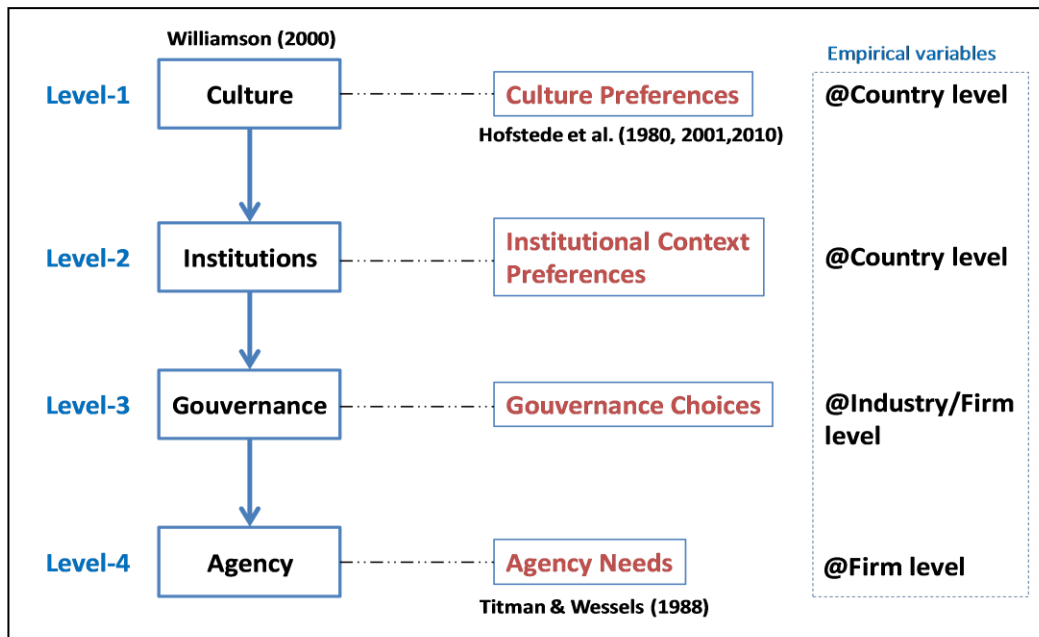 Williamson (2000)
Empirical variables
Level-1
Culture
Culture Preferences
@Country level
Hofstede et al. (1980, 2001,2010)
Level-2
Institutions
Institutional Context
Preferences
@Country level
Level-3
Gouvernance
Gouvernance Choices
@Industry/Firm
level
Level-4
Agency
Agency Needs
@Firm level
Titman & Wessels (1988)